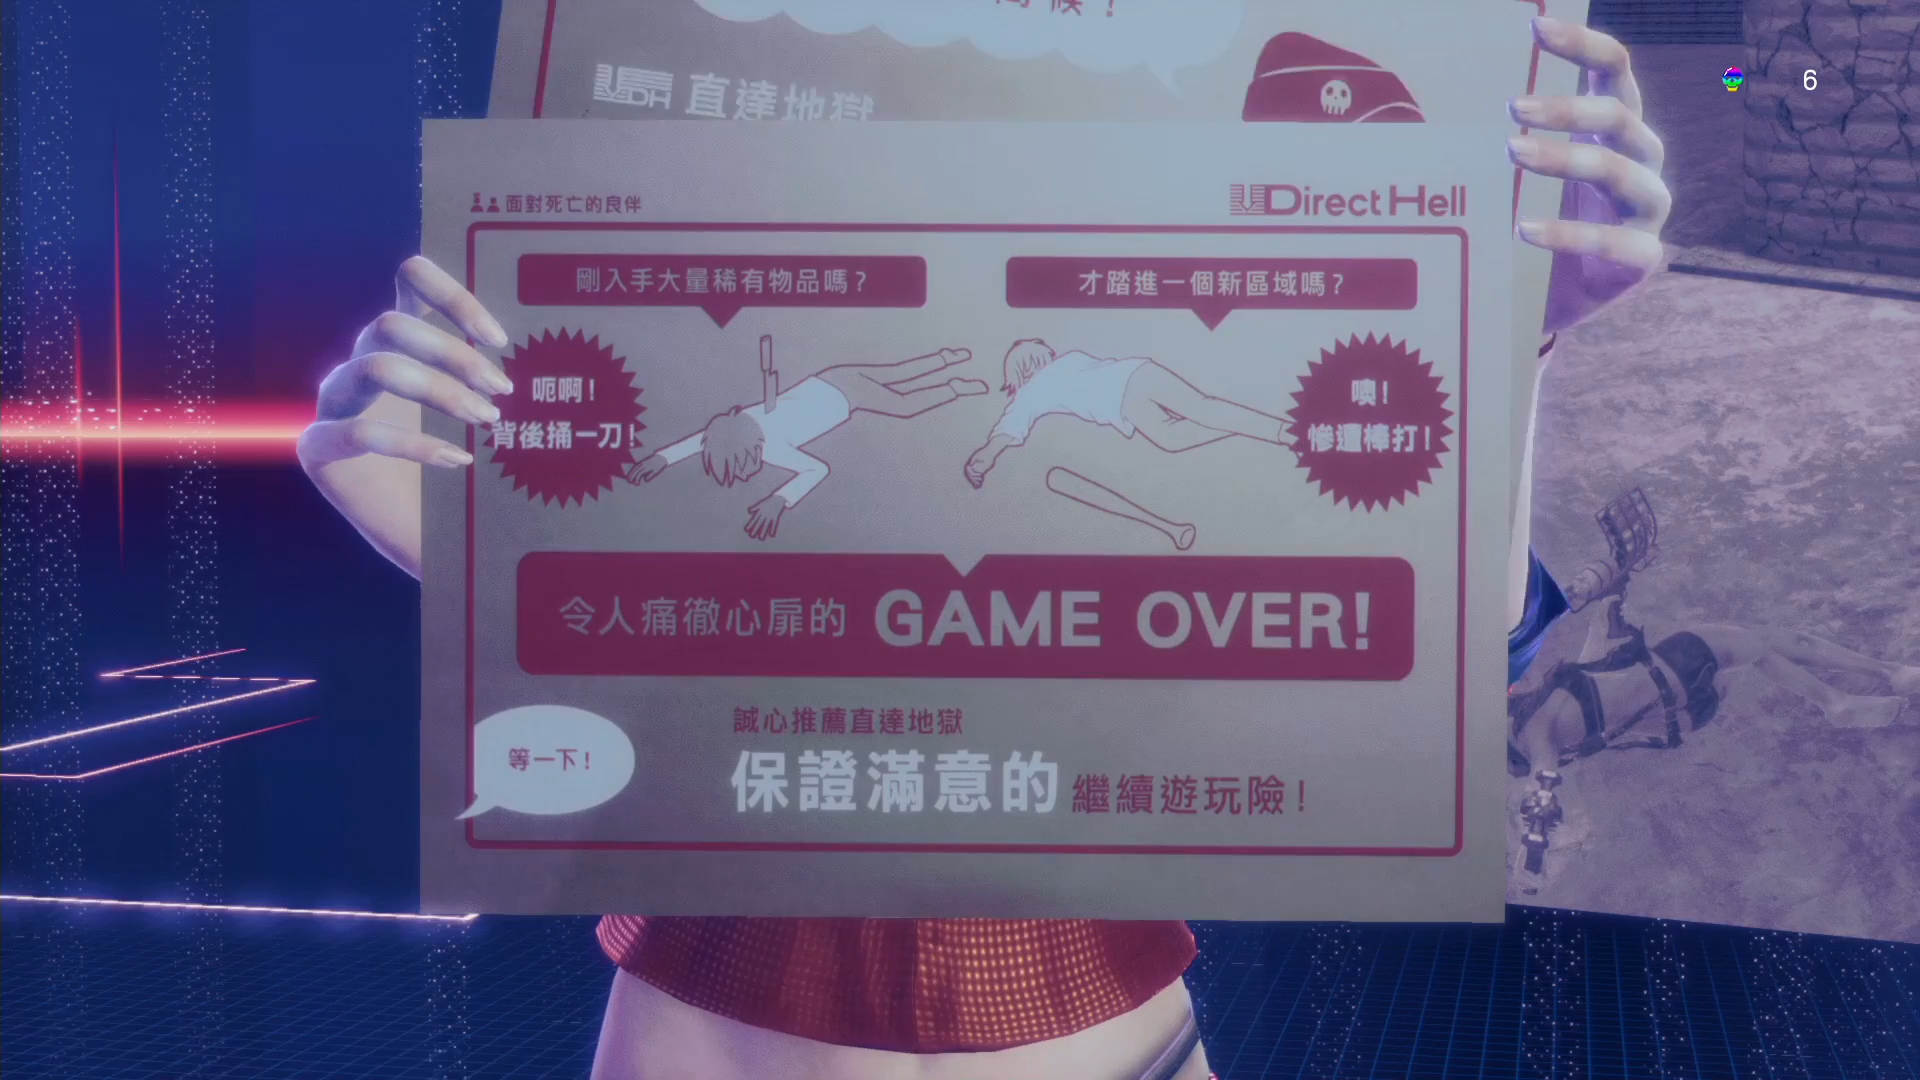 候！
直達地獄
6
面對死亡的良伴
Direct Hell
剛入手大量稀有物品嗎？
才踏進一個新區域嗎？
呃啊！
背後捅一刀！
噢！
慘遭棒打！
令人痛徹心扉的 GAME OVER!
等一下！
誠心推薦直達地獄
保證滿意的 繼續遊玩險！